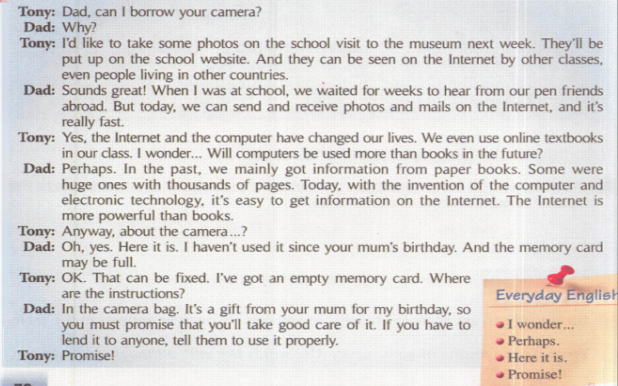 Tony: Dad, can I borrow your camera?
Dad: Why?
Tony: I'd like to take some photos on the school visit to the museum next week. They'll be
put up on the school website. And they can be seen on the Internet by other classes,
even people living in other countries.
Dad: Sounds great! When I was at school, we waited for weeks to hear from our pen friends
abroad. But today, we can send and receive photos and mails on the Internet, and it's
really fast.
Tony: Yes, the Internet and the computer have changed our lives. We even use online textbooks
in our class. I wonder... Will computers be used more than books in the future?
Dad: Perhaps. In the past, we mainly got information from paper books. Some were
huge ones with thousands of pages. Today, with the invention of the computer and
electronic technology, it's easy to get information on the Internet. The Internet is
more powerful than books.
Tony: Anyway, about the camera...?
Dad: Oh, yes. Here it is. I haven't used it since your mum's birthday. And the memory card
may be full.
Tony: OK. That can be fixed. I've got an empty memory card. Where
are the instructions?
Dad: In the camera bag. It's a gift from your mum for my birthday, so
you must promise that you'll take good care of it. If you have to
lend it to anyone, tell them to use it properly.
Tony: Promise!
Everyday English
I wonder...
Perhaps.
Here it is.
Promise!